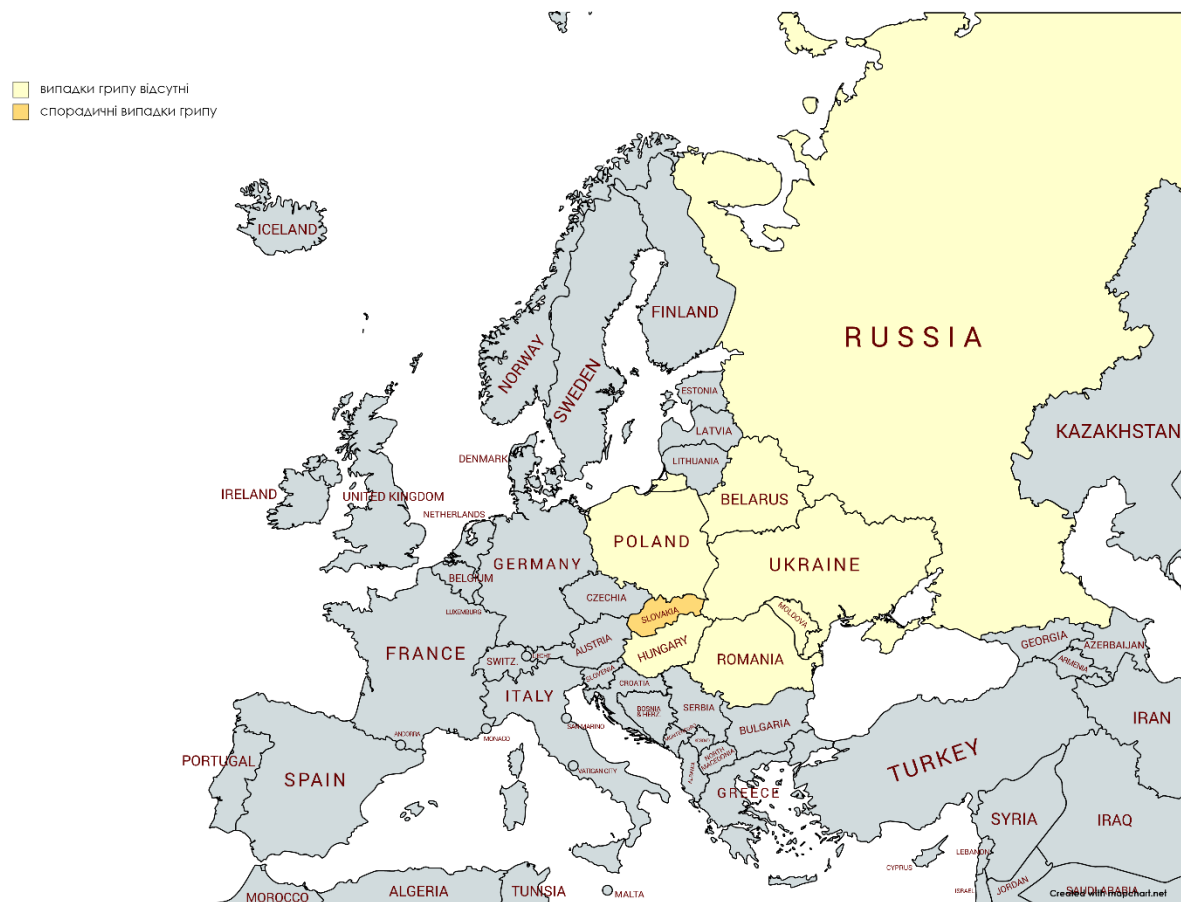 випадки грипу відсутні
спорадичні випадки грипу
ICELAND
FINLAND
RUSSIA
NORWAY
SWEDEN
ESTONIA
LATVIA
KAZAKHSTAN
DENMARK
LITHUANIA
IRELAND
UNITED KINGDOM
BELARUS
NETHERLANDS
POLAND
GERMANY
UKRAINE
BELGIUM
CZECHIA
LUXEMBURG
SLOVAKIA
MOLDOVA
AUSTRIA
HUNGARY
FRANCE
SWITZ.
ROMANIA
GEORGIA
AZERBAIJAN
ARMENIA
SLOVENIA
CROATIA
ITALY
BOSNIA
& HERZ.
SERBIA
SAN MARINO
BULGARIA
IRAN
ANDORRA
MONACO
NORTH
MACEDONIA
PORTUGAL
SPAIN
VATICAN CITY
TURKEY
GREECE
SYRIA
IRAQ
CYPRUS
LEBANON
ISRAEL
JORDAN
MOROCCO
ALGERIA
TUNISIA
MALTA
SAUDI ARABIA
Created with mapchart.net